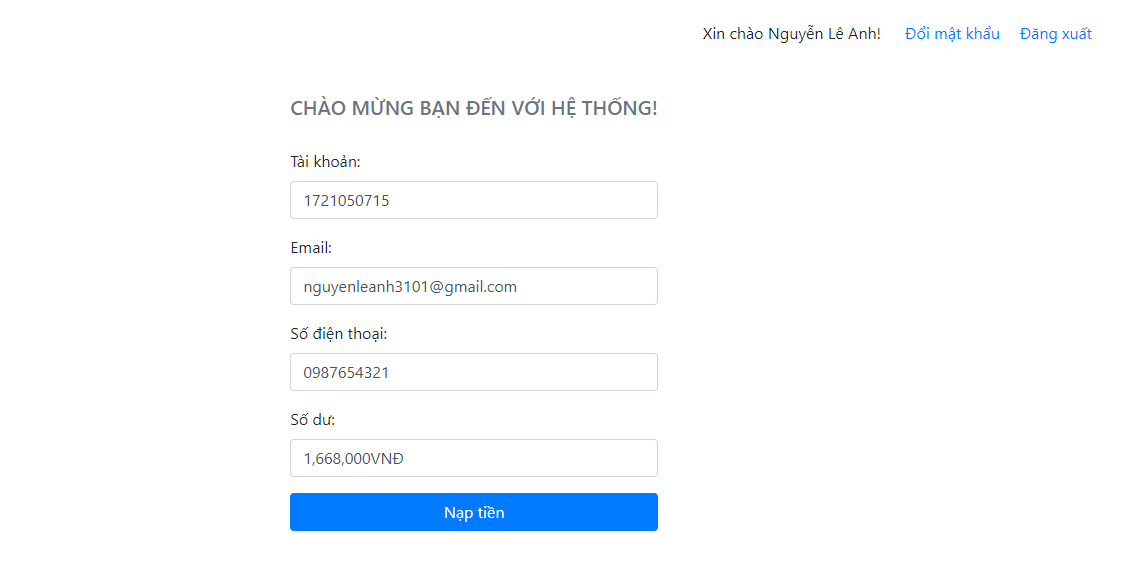 Xin chào Nguyễn Lê Anh! Đổi mật khẩu Đăng xuất
CHÀO MỪNG BẠN ĐẾN VỚI HỆ THỐNG!
Tài khoản:
1721050715
Email:
nguyenleanh3101@gmail.com
Số điện thoại:
0987654321
Số dư:
1,668,000VNĐ
Nạp tiền